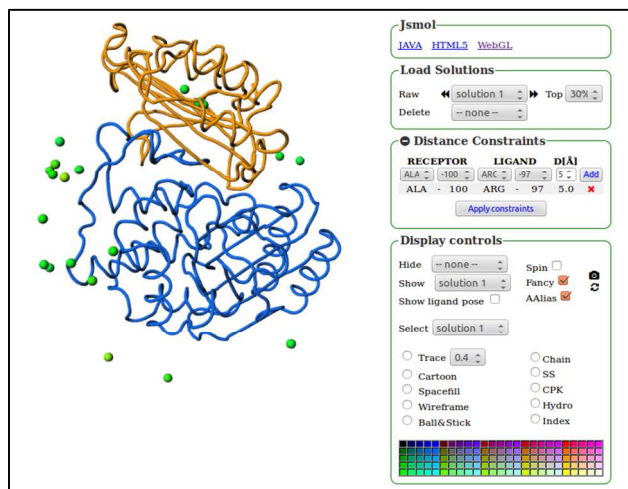 Jsmol
JAVA HTML5 WebGL
Load Solutions
Raw solution 1 Top 30%
Delete -- none --
Distance Constraints
RECEPTOR LIGAND D[Å]
ALA -100 ARG -97 5 Add
ALA - 100 ARG - 97 5.0
Apply constraints
Display controls
Hide -- none --
Spin
Show solution 1
Fancy
Show ligand pose
AAlias
Select solution 1
Trace 0.4
Chain
Cartoon
SS
Spacefill
CPK
Wireframe
Hydro
Ball&Stick
Index